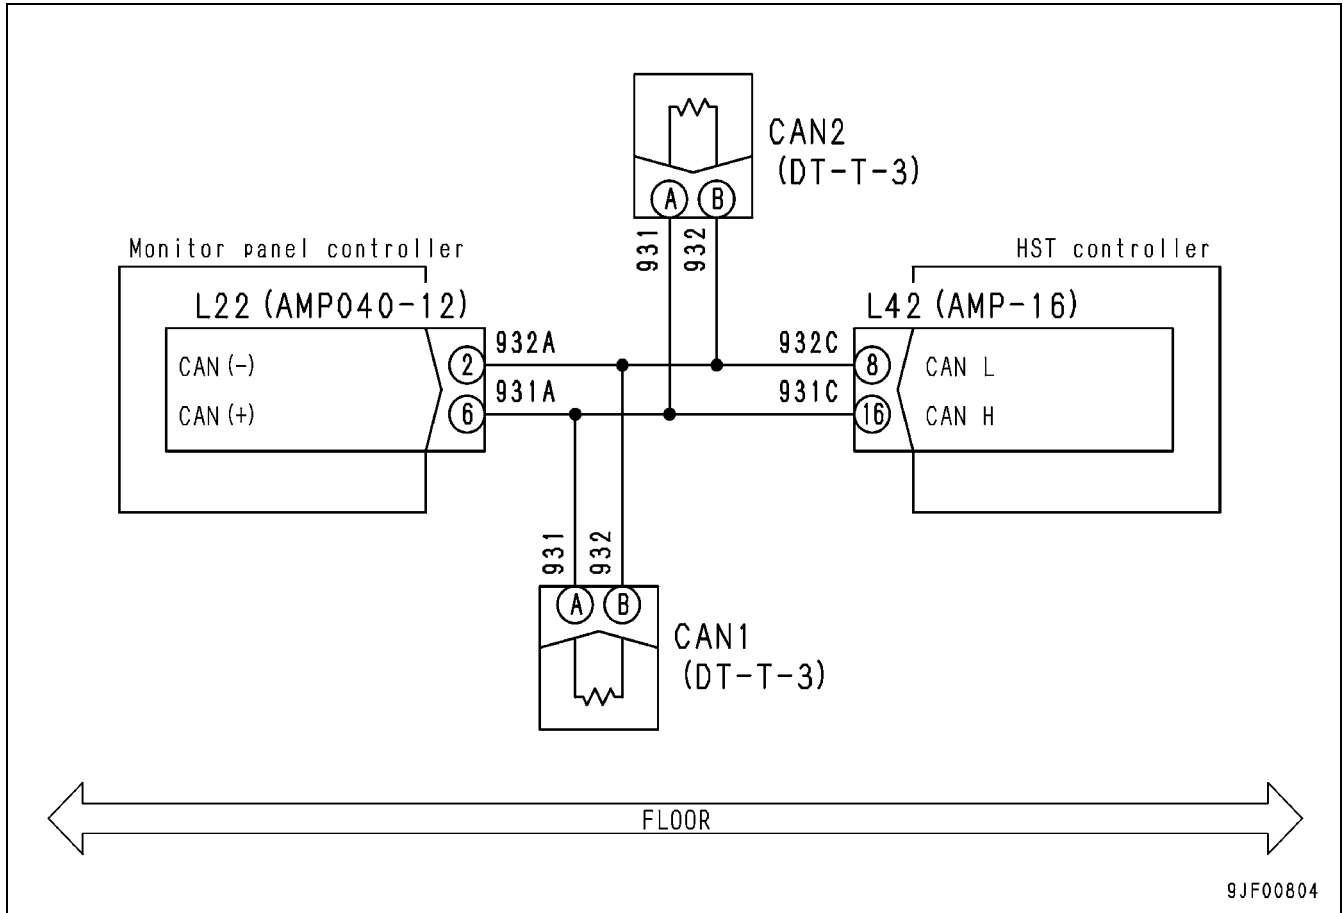 CAN2
(DT-T-3)
A B
931
932
Monitor panel controller
HST controller
L22 (AMP040-12)
L42 (AMP-16)
CAN (-) 2 932A 932C 8 CAN L
CAN (+) 6 931A 931C 16 CAN H
931
932
A B
CAN1
(DT-T-3)
FLOOR
9JF00804